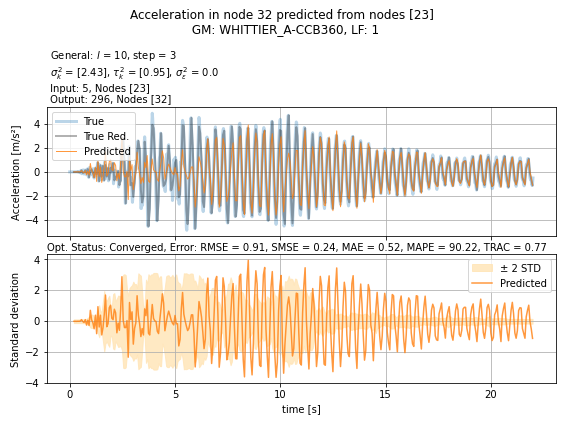 Acceleration in node 32 predicted from nodes [23]
GM: WHITTIER_A-CCB360, LF: 1
General: l = 10, step = 3
σ²ₖ = [2.43], τ²ₖ = [0.95], σ²ε = 0.0
Input: 5, Nodes [23]
Output: 296, Nodes [32]
True
True Red.
Predicted
Acceleration [m/s²]
4
2
0
−2
−4
Opt. Status: Converged, Error: RMSE = 0.91, SMSE = 0.24, MAE = 0.52, MAPE = 90.22, TRAC = 0.77
± 2 STD
Predicted
Standard deviation
4
2
0
−2
−4
0 5 10 15 20
time [s]